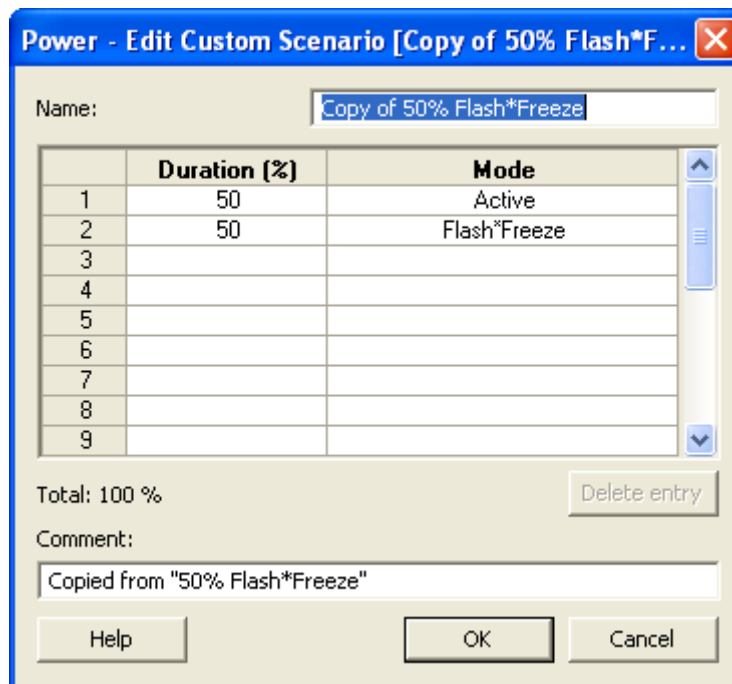 Power - Edit Custom Scenario [Copy of 50% Flash*F...
Name: Copy of 50% Flash*Freeze
Duration (%) Mode
1 50 Active
2 50 Flash*Freeze
3
4
5
6
7
8
9
Total: 100 %
Delete entry
Comment:
Copied from "50% Flash*Freeze"
Help OK Cancel